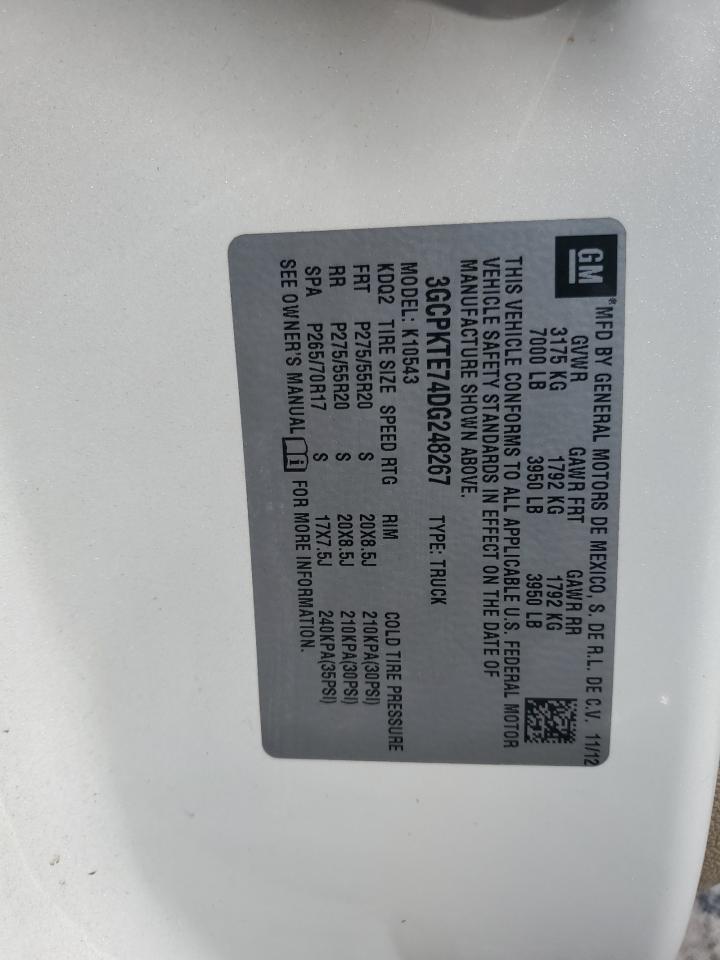 GM
®MFD BY GENERAL MOTORS DE MEXICO, S. DE R.L. DE C.V. 11/12
GVWR GAWR FRT GAWR RR
3175 KG 1792 KG 1792 KG
7000 LB 3950 LB 3950 LB
THIS VEHICLE CONFORMS TO ALL APPLICABLE U.S. FEDERAL MOTOR
VEHICLE SAFETY STANDARDS IN EFFECT ON THE DATE OF
MANUFACTURE SHOWN ABOVE.
3GCPKTE74DG248267 TYPE: TRUCK
MODEL: K10543
KDQ2 TIRE SIZE SPEED RTG RIM COLD TIRE PRESSURE
FRT P275/55R20 S 20X8.5J 210KPA(30PSI)
RR P275/55R20 S 20X8.5J 210KPA(30PSI)
SPA P265/70R17 S 17X7.5J 240KPA(35PSI)
SEE OWNER'S MANUAL i FOR MORE INFORMATION.